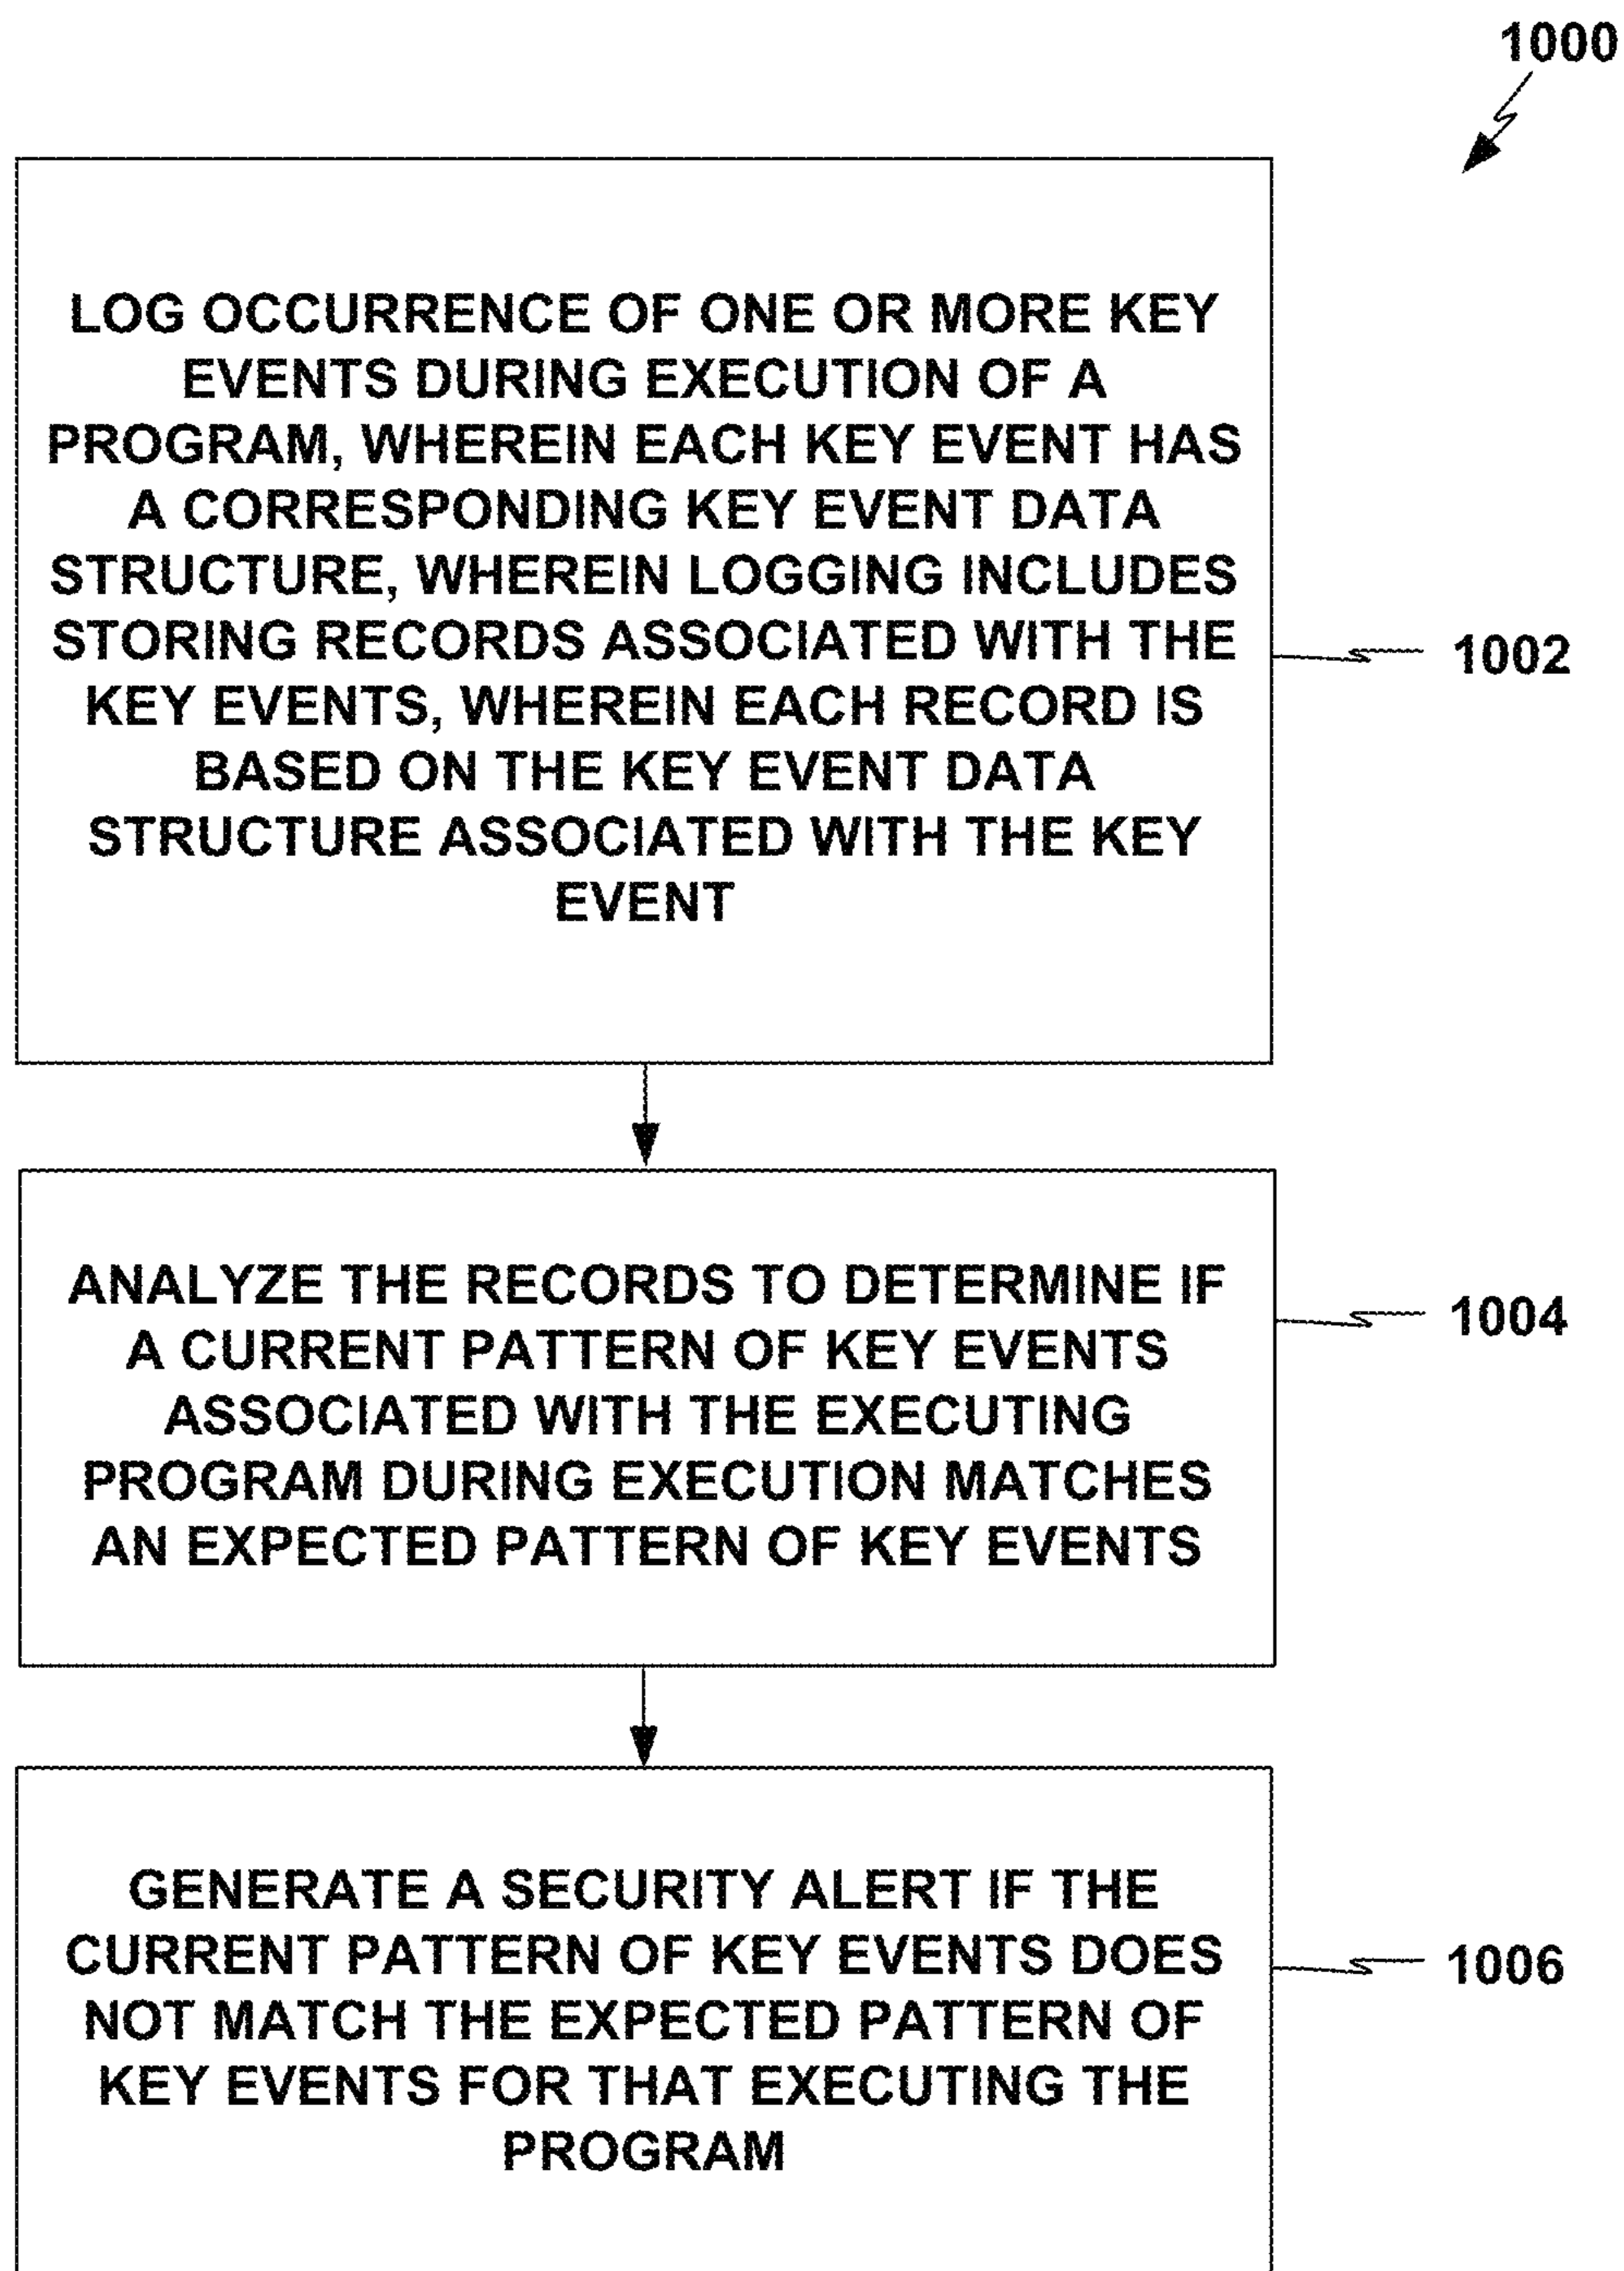 1000
LOG OCCURRENCE OF ONE OR MORE KEY
EVENTS DURING EXECUTION OF A
PROGRAM, WHEREIN EACH KEY EVENT HAS
A CORRESPONDING KEY EVENT DATA
STRUCTURE, WHEREIN LOGGING INCLUDES
STORING RECORDS ASSOCIATED WITH THE
KEY EVENTS, WHEREIN EACH RECORD IS
BASED ON THE KEY EVENT DATA
STRUCTURE ASSOCIATED WITH THE KEY
EVENT
1002
ANALYZE THE RECORDS TO DETERMINE IF
A CURRENT PATTERN OF KEY EVENTS
ASSOCIATED WITH THE EXECUTING
PROGRAM DURING EXECUTION MATCHES
AN EXPECTED PATTERN OF KEY EVENTS
1004
GENERATE A SECURITY ALERT IF THE
CURRENT PATTERN OF KEY EVENTS DOES
NOT MATCH THE EXPECTED PATTERN OF
KEY EVENTS FOR THAT EXECUTING THE
PROGRAM
1006